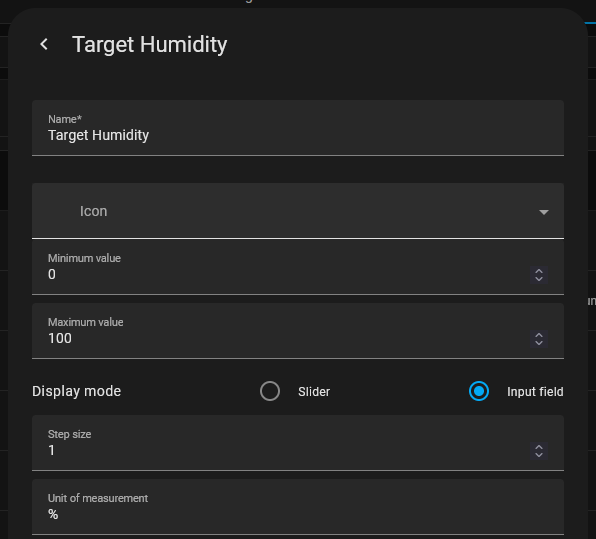 Target Humidity
Name*
Target Humidity
Icon
Minimum value
0
Maximum value
100
Display mode
Slider
Input field
Step size
1
Unit of measurement
%